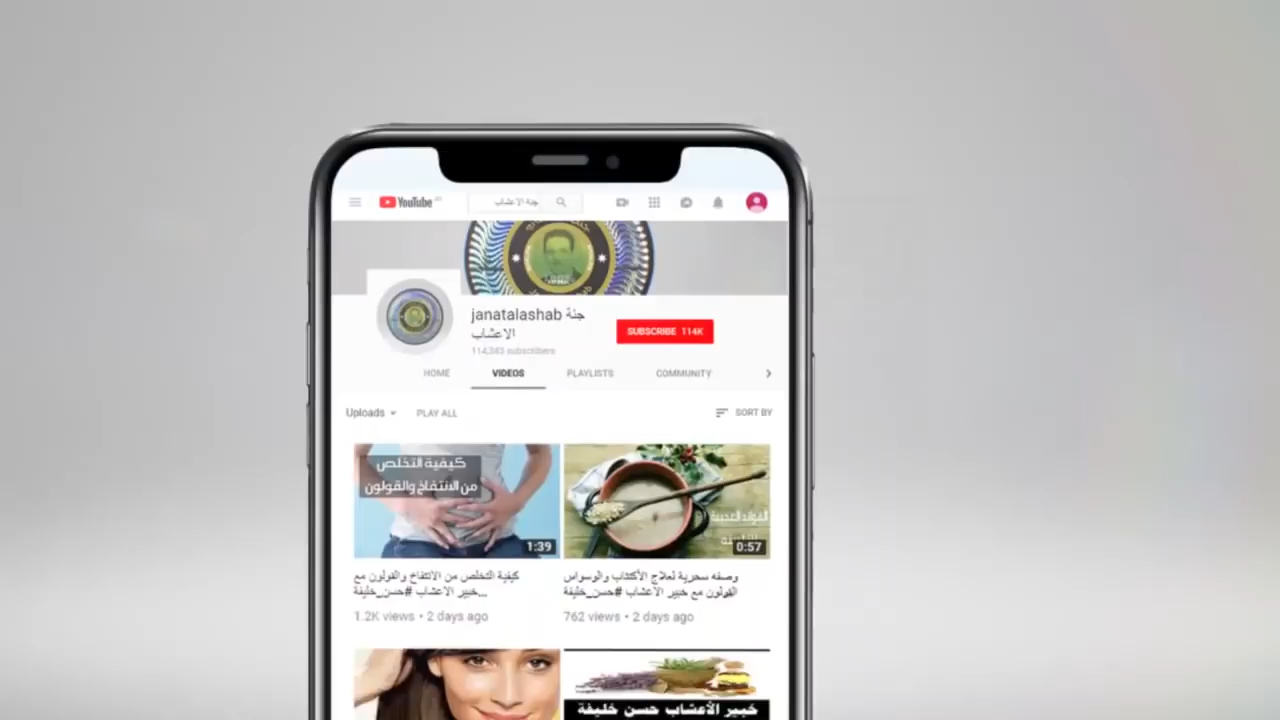 YouTube
جنة الاعشاب
janatalashab جنة
الاعشاب
SUBSCRIBE 114K
114,343 subscribers
HOME VIDEOS PLAYLISTS COMMUNITY
Uploads PLAY ALL SORT BY
كيفية التخلص
من الانتفاخ والقولون
1:39
0:57
كيفية التخلص من الانتفاخ والقولون مع
خبير الاعشاب #حسن_خليفة...
1.2K views • 2 days ago
وصفه سحرية لعلاج الأكتئاب والوسواس
القولون مع خبير الاعشاب #حسن_خليفة
762 views • 2 days ago
خبير الأعشاب حسن خليفة